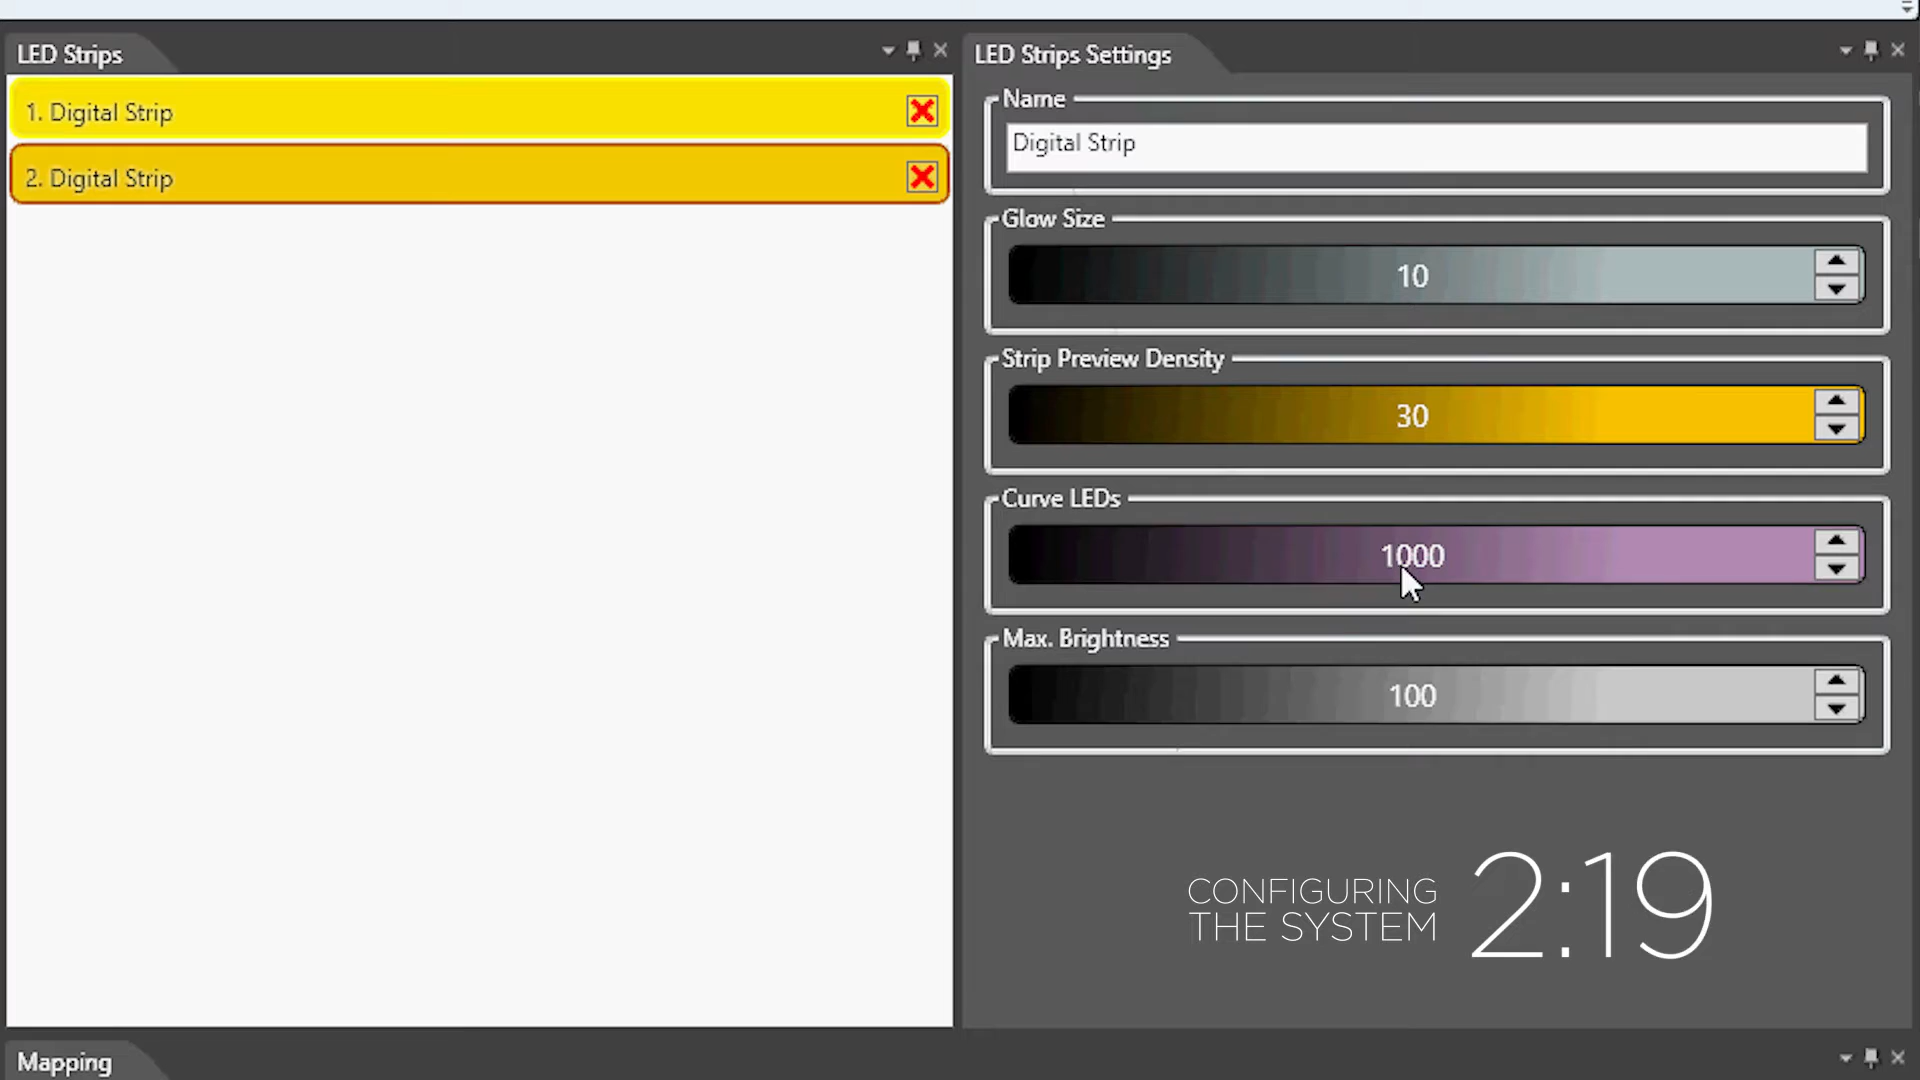 LED Strips
1. Digital Strip
2. Digital Strip
LED Strips Settings
Name
Digital Strip
Glow Size
10
Strip Preview Density
30
Curve LEDs
1000
Max. Brightness
100
CONFIGURING
THE SYSTEM
2:19
Mapping